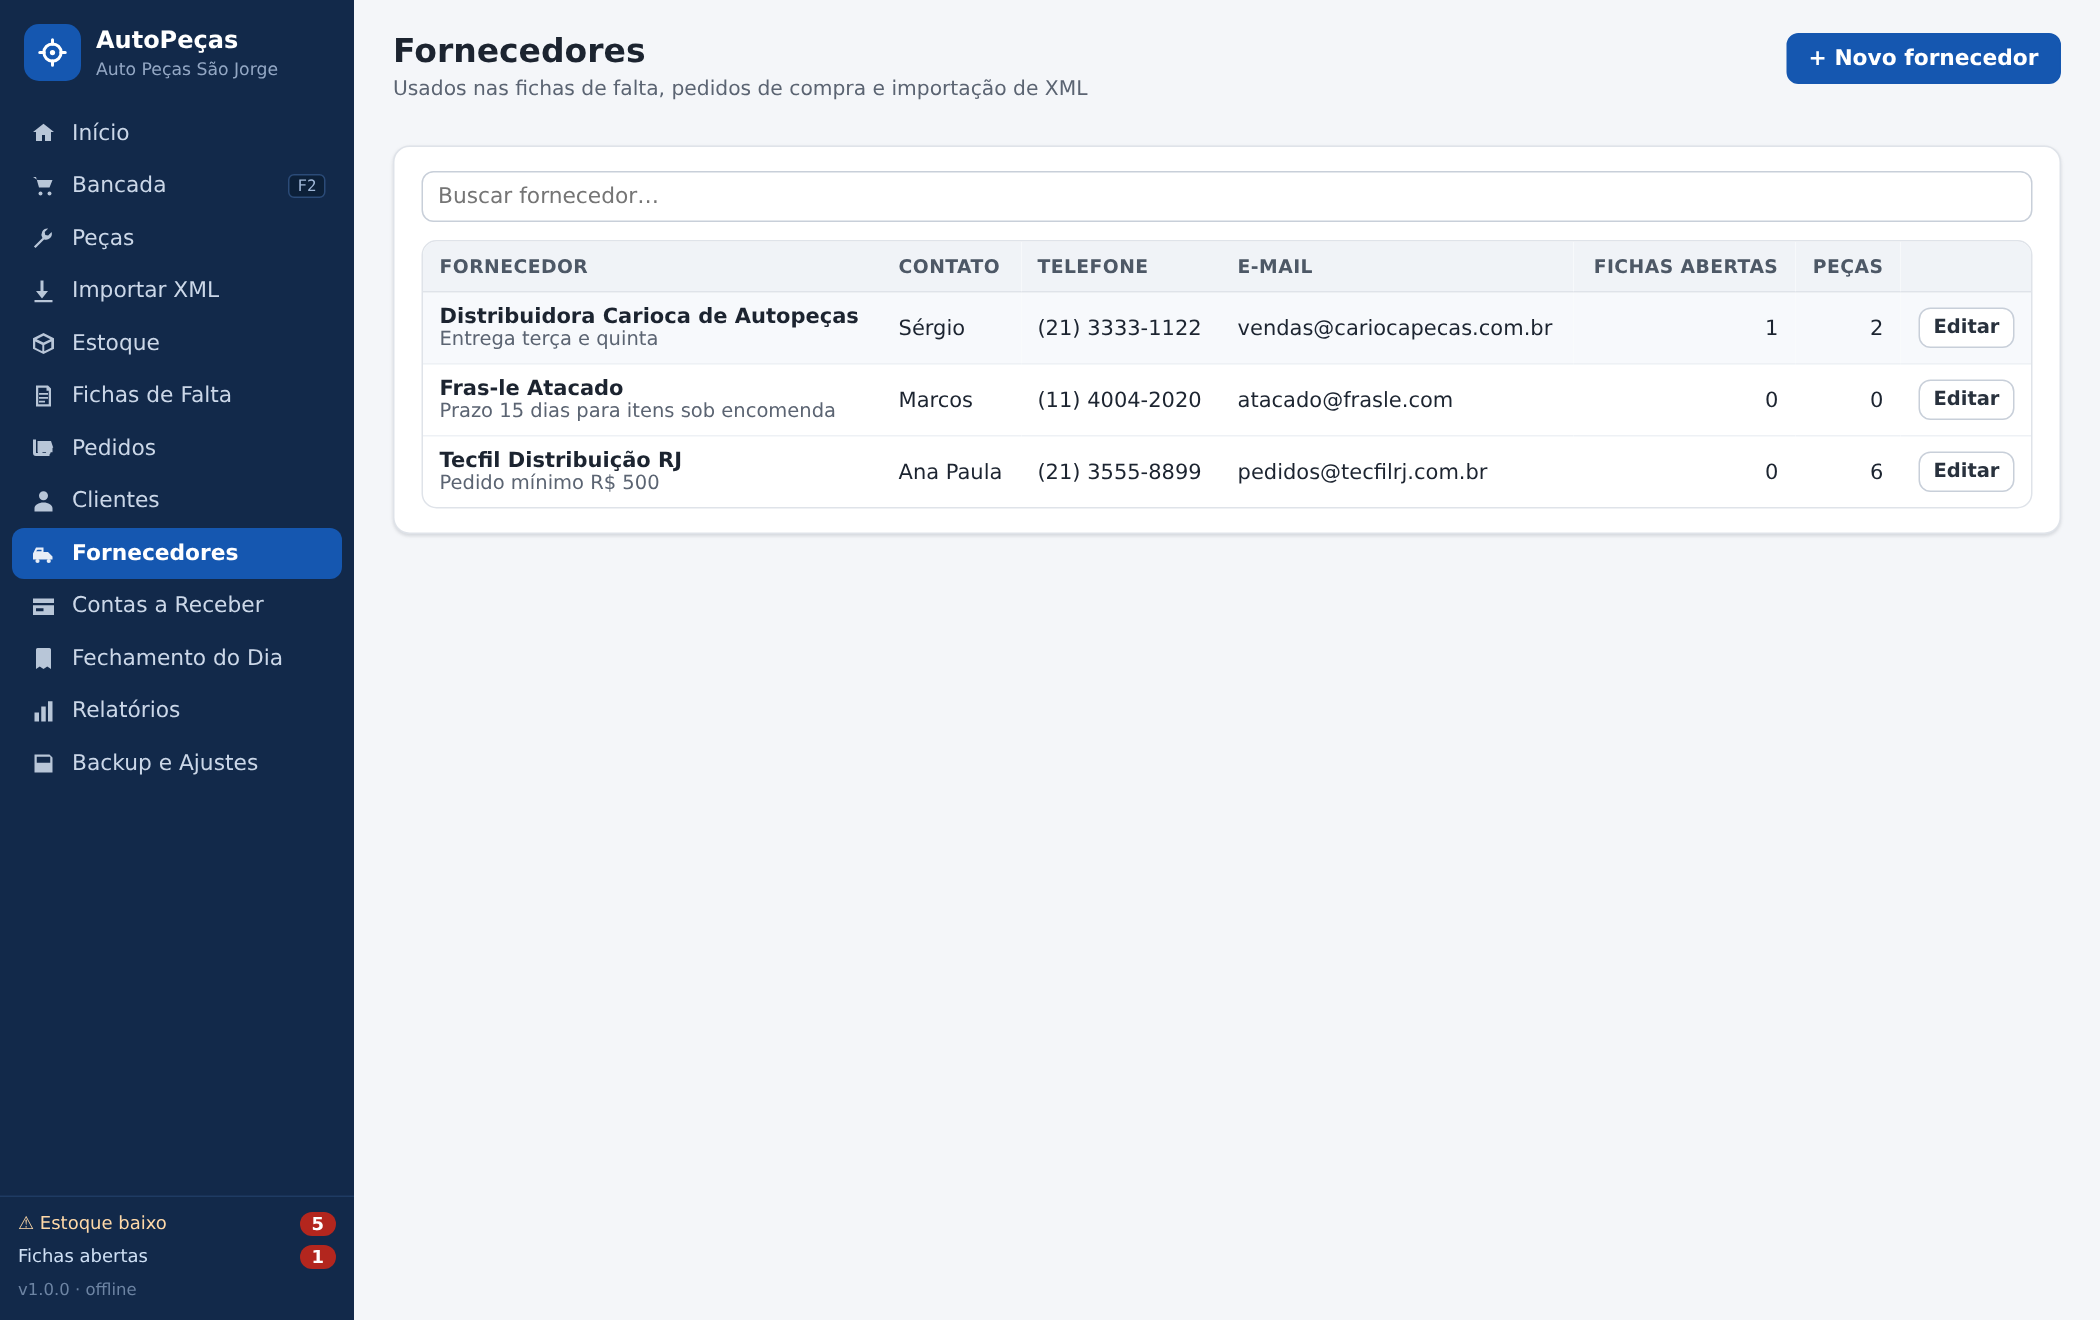 AutoPeças
Auto Peças São Jorge
Início
Bancada F2
Peças
Importar XML
Estoque
Fichas de Falta
Pedidos
Clientes
Fornecedores
Contas a Receber
Fechamento do Dia
Relatórios
Backup e Ajustes
⚠ Estoque baixo 5
Fichas abertas 1
v1.0.0 · offline
Fornecedores
Usados nas fichas de falta, pedidos de compra e importação de XML
+ Novo fornecedor
Buscar fornecedor...
FORNECEDOR CONTATO TELEFONE E-MAIL FICHAS ABERTAS PEÇAS
Distribuidora Carioca de Autopeças
Entrega terça e quinta
Sérgio (21) 3333-1122 vendas@cariocapecas.com.br 1 2 Editar
Fras-le Atacado
Prazo 15 dias para itens sob encomenda
Marcos (11) 4004-2020 atacado@frasle.com 0 0 Editar
Tecfil Distribuição RJ
Pedido mínimo R$ 500
Ana Paula (21) 3555-8899 pedidos@tecfilrj.com.br 0 6 Editar